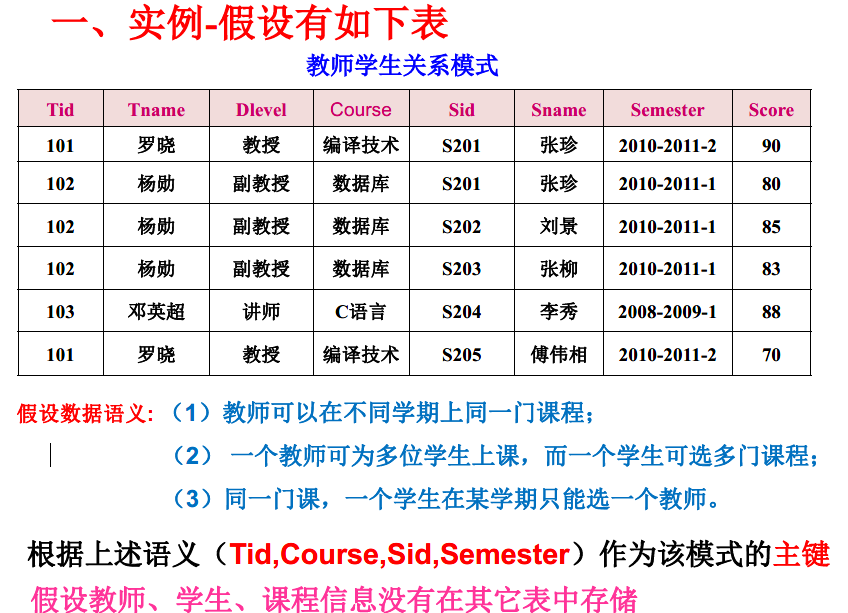 一、实例-假设有如下表
教师学生关系模式
Tid Tname Dlevel Course Sid Sname Semester Score
101 罗晓 教授 编译技术 S201 张珍 2010-2011-2 90
102 杨勋 副教授 数据库 S201 张珍 2010-2011-1 80
102 杨勋 副教授 数据库 S202 刘景 2010-2011-1 85
102 杨勋 副教授 数据库 S203 张柳 2010-2011-1 83
103 邓英超 讲师 C语言 S204 李秀 2008-2009-1 88
101 罗晓 教授 编译技术 S205 傅伟相 2010-2011-2 70
假设数据语义:（1）教师可以在不同学期上同一门课程;
（2） 一个教师可为多位学生上课，而一个学生可选多门课程;
（3）同一门课，一个学生在某学期只能选一个教师。
根据上述语义（Tid,Course,Sid,Semester）作为该模式的主键
假设教师、学生、课程信息没有在其它表中存储